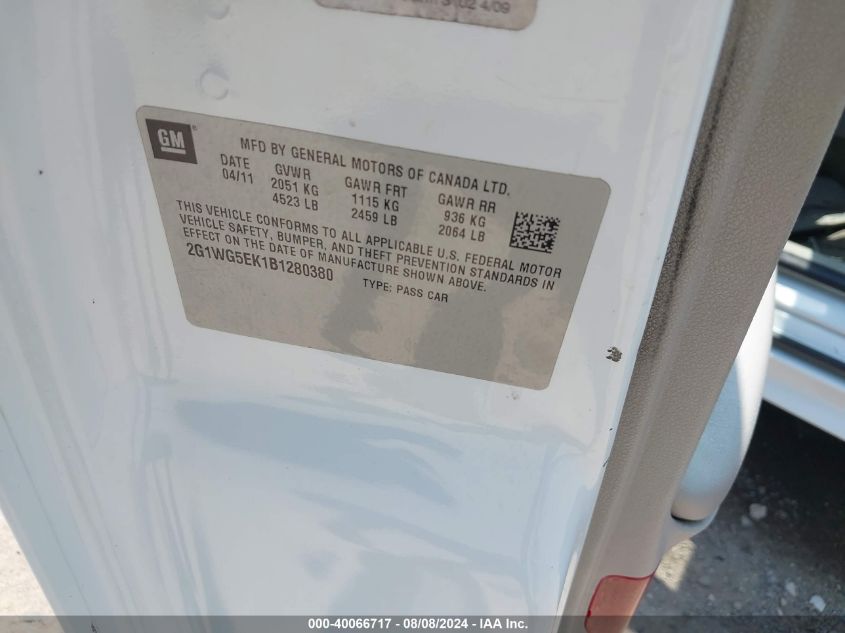 4/09
GM
MFD BY GENERAL MOTORS OF CANADA LTD.
DATE GVWR GAWR FRT GAWR RR
04/11 2051 KG 1115 KG 936 KG
4523 LB 2459 LB 2064 LB
THIS VEHICLE CONFORMS TO ALL APPLICABLE U.S. FEDERAL MOTOR
VEHICLE SAFETY, BUMPER, AND THEFT PREVENTION STANDARDS IN
EFFECT ON THE DATE OF MANUFACTURE SHOWN ABOVE.
2G1WG5EK1B1280380 TYPE: PASS CAR
000-40066717 - 08/08/2024 - IAA Inc.